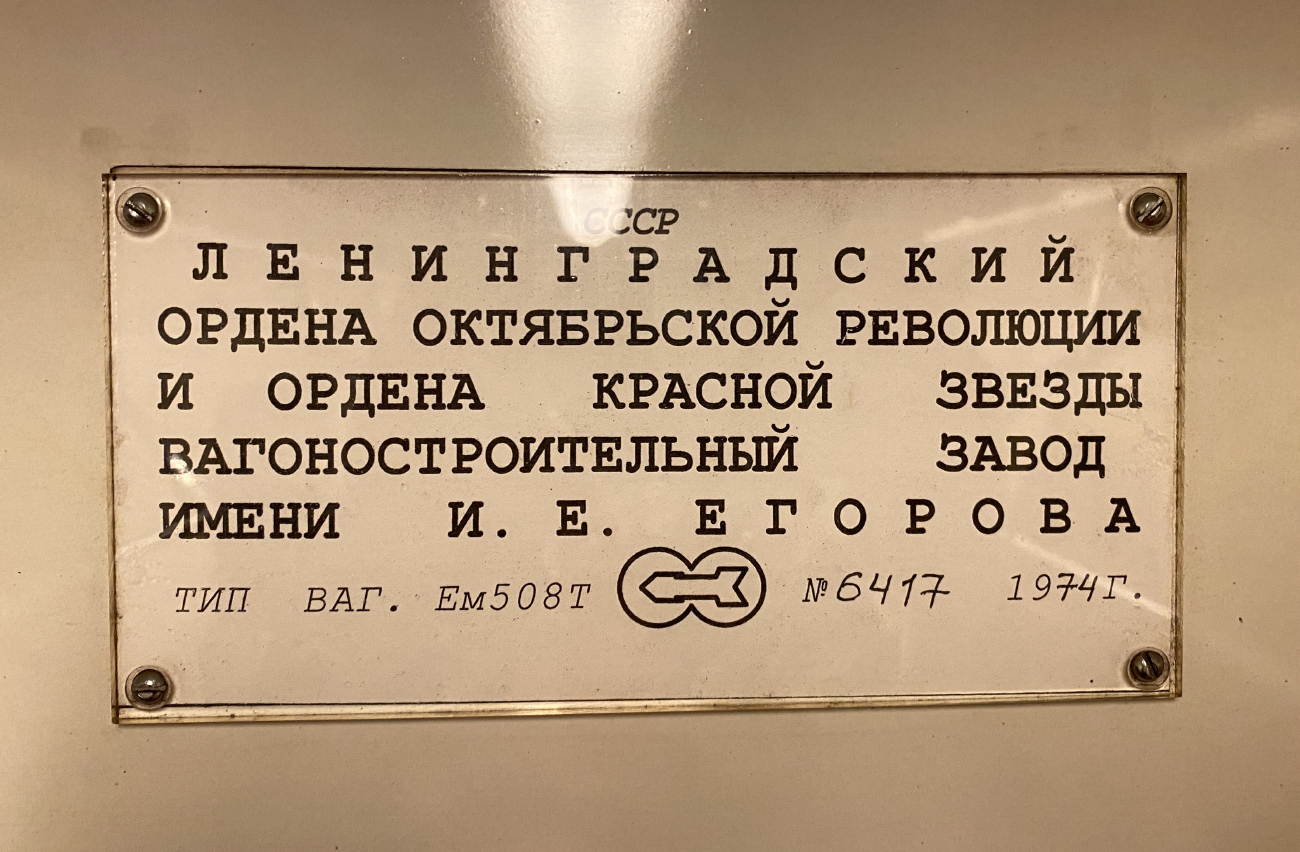 СССР
ЛЕНИНГРАДСКИЙ
ОРДЕНА ОКТЯБРЬСКОЙ РЕВОЛЮЦИИ
И ОРДЕНА КРАСНОЙ ЗВЕЗДЫ
ВАГОНОСТРОИТЕЛЬНЫЙ ЗАВОД
ИМЕНИ И. Е. ЕГОРОВА
ТИП ВАГ. Ем508Т №6417 1974Г.